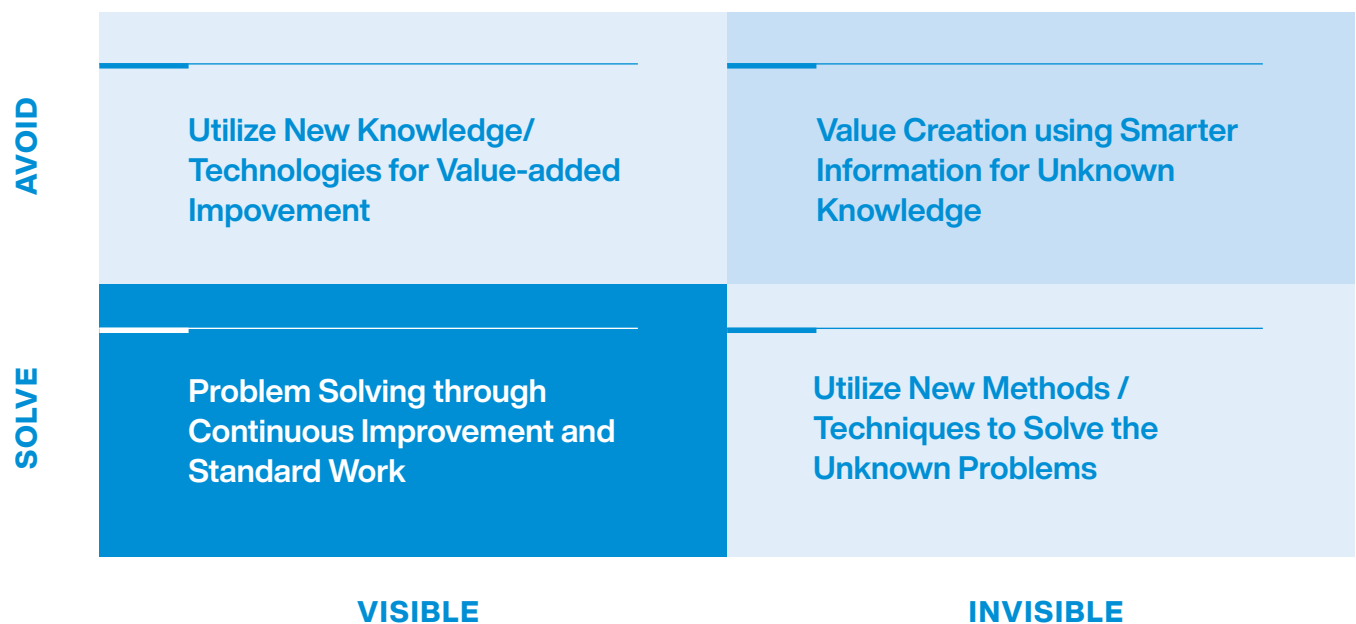 AVOID
Utilize New Knowledge/
Technologies for Value-added
Impovement
Value Creation using Smarter
Information for Unknown
Knowledge
SOLVE
Problem Solving through
Continuous Improvement and
Standard Work
Utilize New Methods /
Techniques to Solve the
Unknown Problems
VISIBLE
INVISIBLE